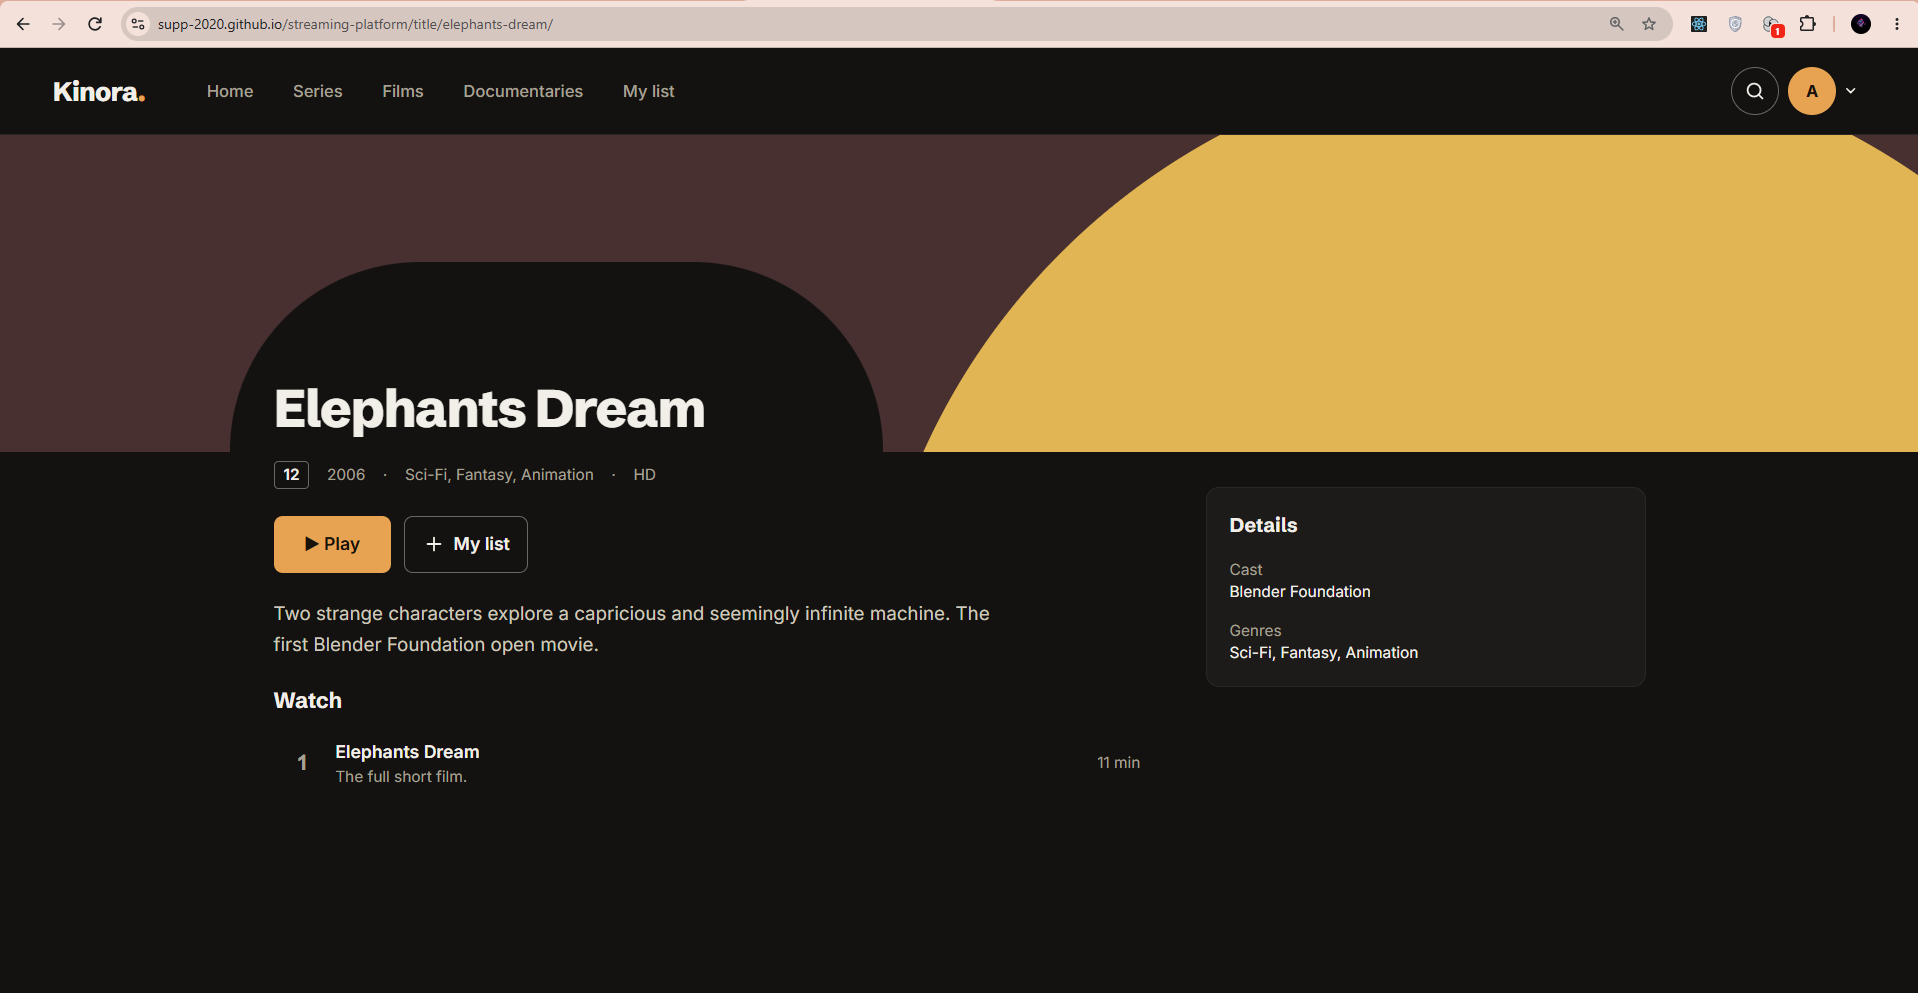 supp-2020.github.io/streaming-platform/title/elephants-dream/
1
Kinora.
Home
Series
Films
Documentaries
My list
A
Elephants Dream
12 2006 · Sci-Fi, Fantasy, Animation · HD
Play
My list
Two strange characters explore a capricious and seemingly infinite machine. The
first Blender Foundation open movie.
Watch
1
Elephants Dream
The full short film.
11 min
Details
Cast
Blender Foundation
Genres
Sci-Fi, Fantasy, Animation